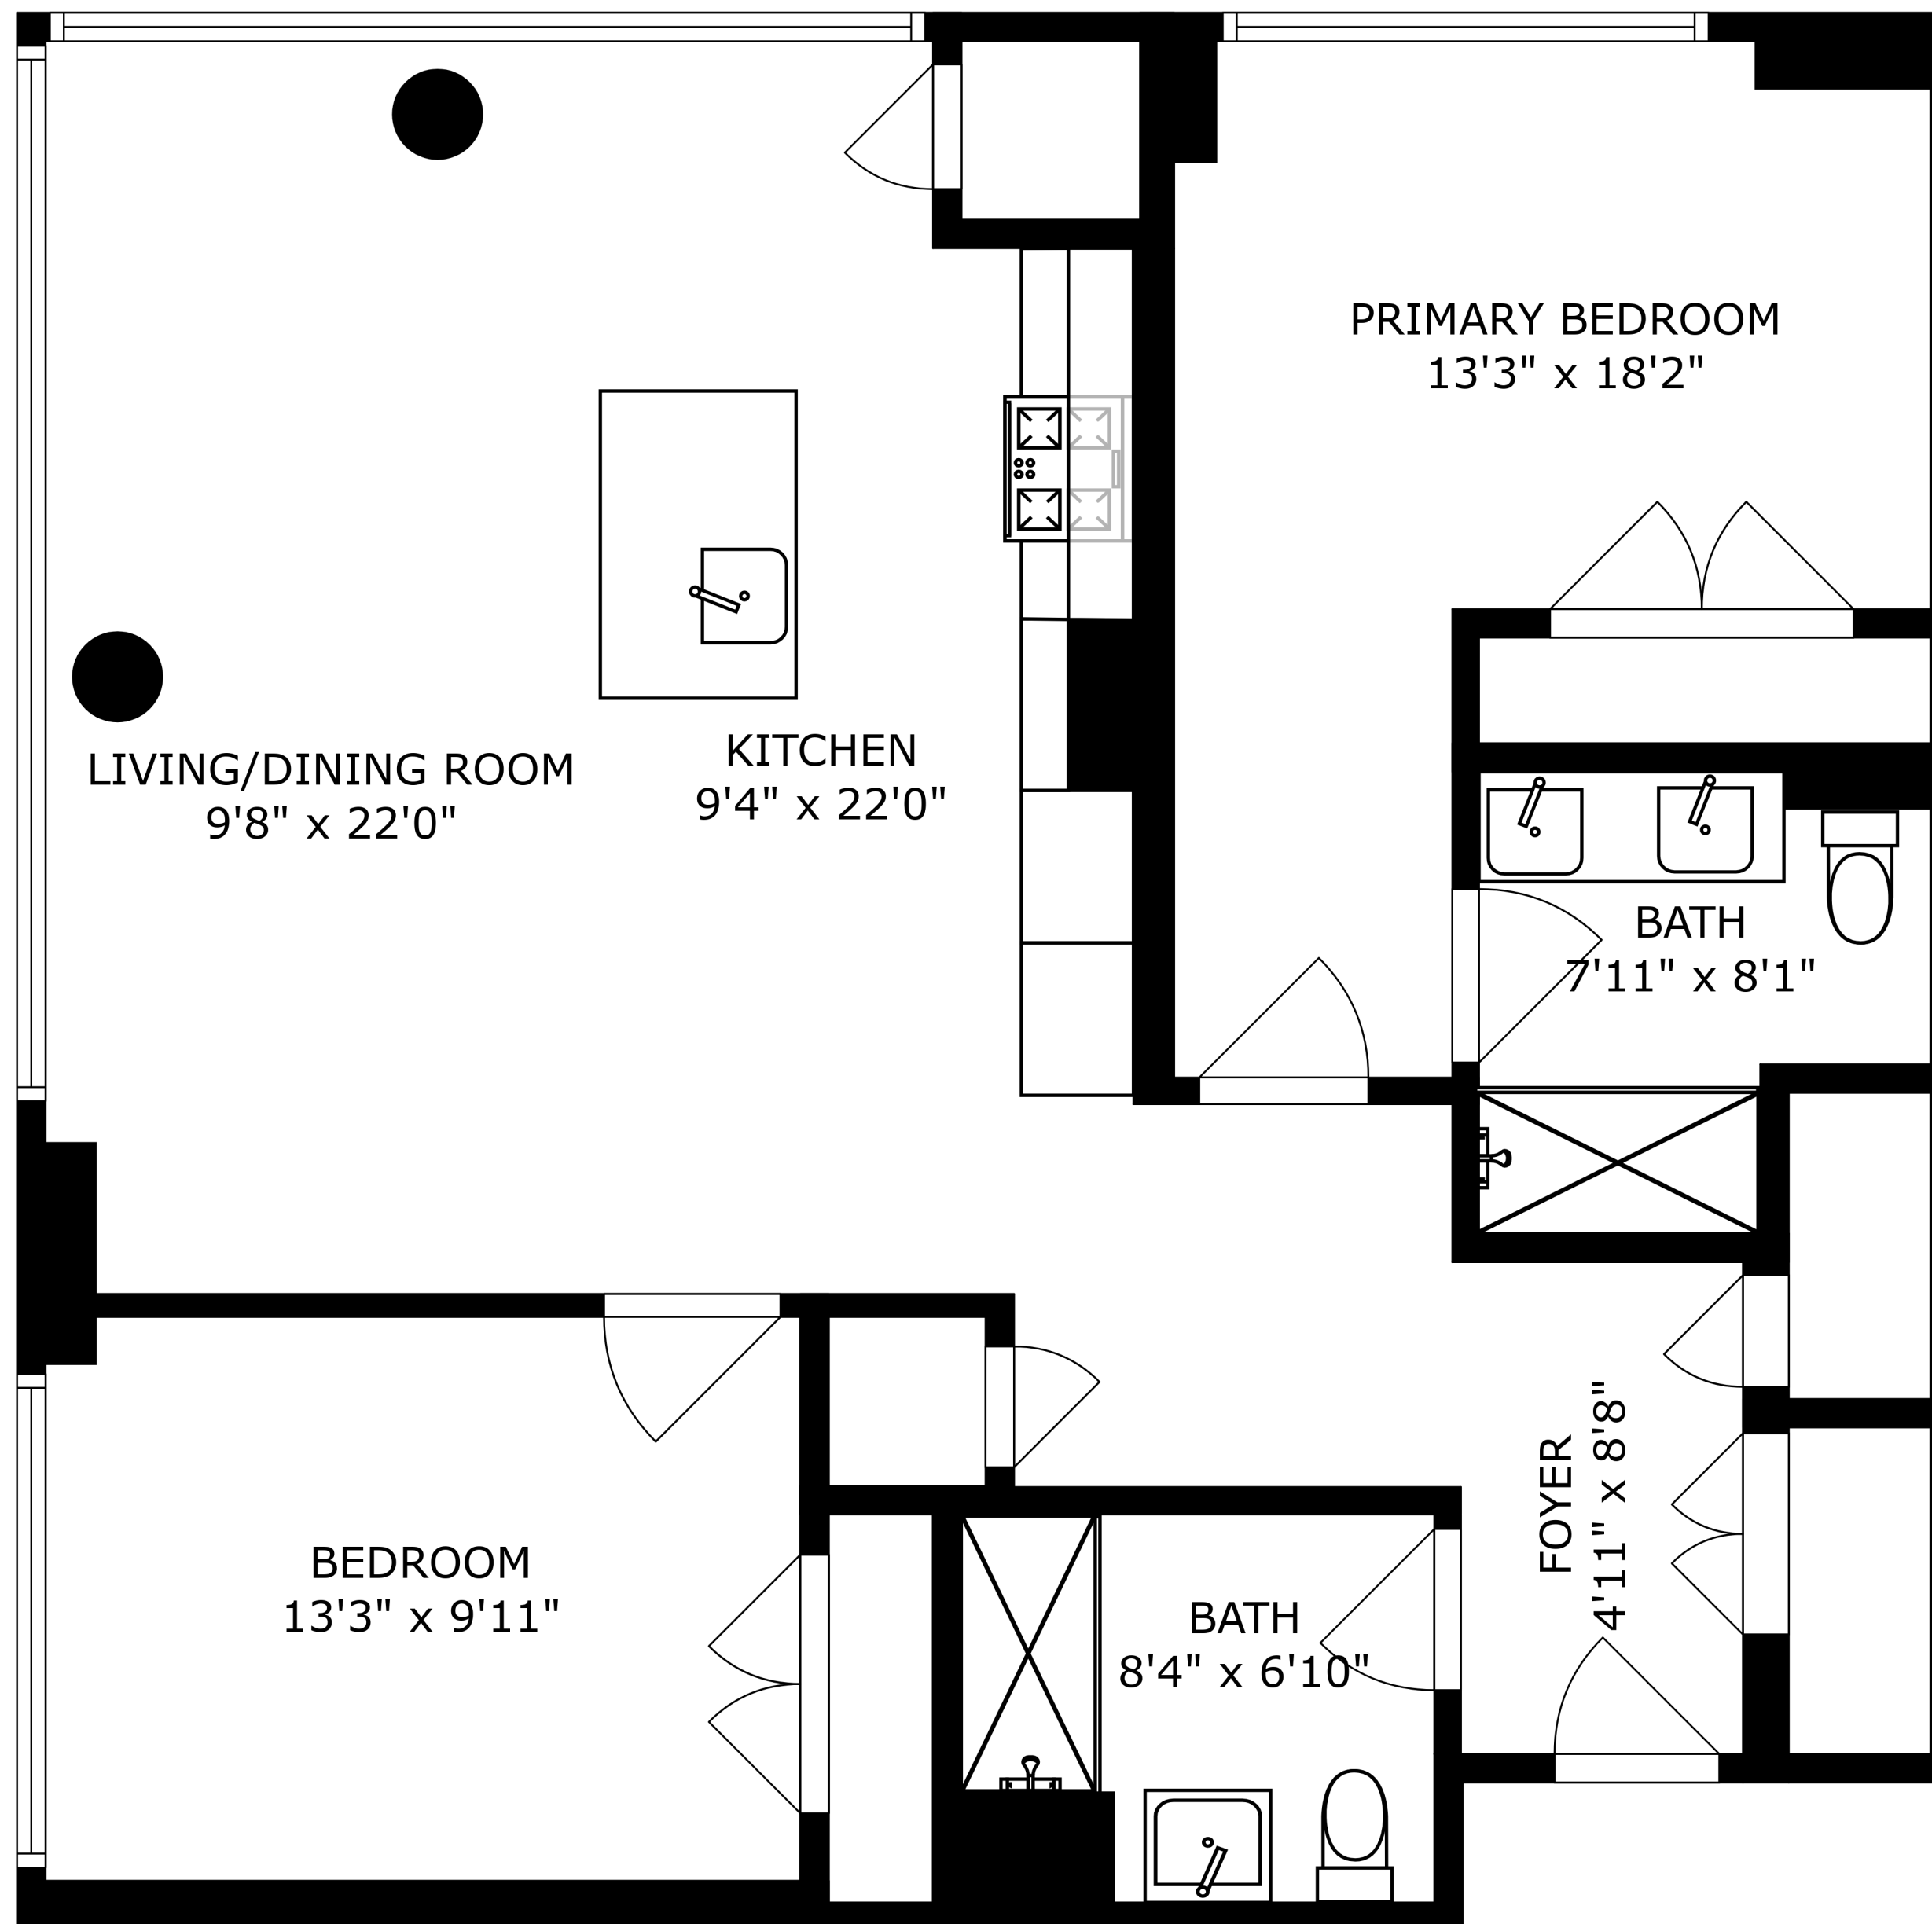 PRIMARY BEDROOM
13'3" x 18'2"
KITCHEN
9'4" x 22'0"
LIVING/DINING ROOM
9'8" x 22'0"
BATH
7'11" x 8'1"
FOYER
4'11" x 8'8"
BEDROOM
13'3" x 9'11"
BATH
8'4" x 6'10"